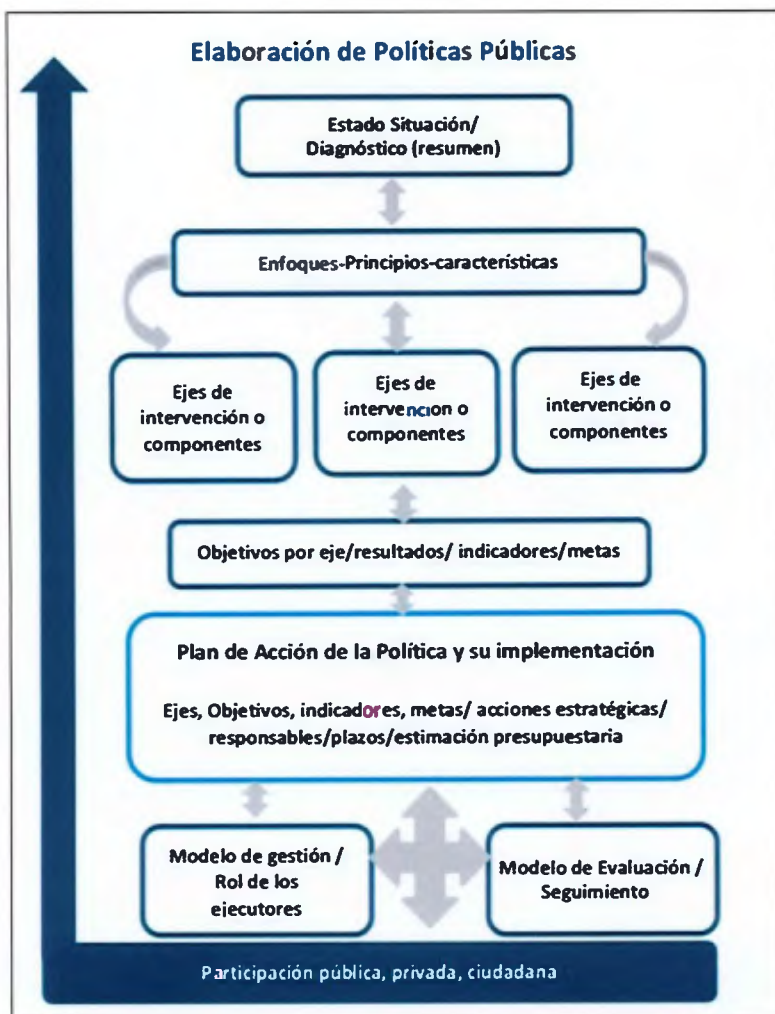 Elaboración de Políticas Públicas
Estado Situación/
Diagnóstico (resumen)
Enfoques-Principios-características
Ejes de
intervención o
componentes
Ejes de
intervencion o
componentes
Ejes de
intervención o
componentes
Objetivos por eje/resultados/ indicadores/metas
Plan de Acción de la Política y su implementación
Ejes, Objetivos, indicadores, metas/ acciones estratégicas/
responsables/plazos/estimación presupuestaria
Modelo de gestión /
Rol de los
ejecutores
Modelo de Evaluación /
Seguimiento
Participación pública, privada, ciudadana